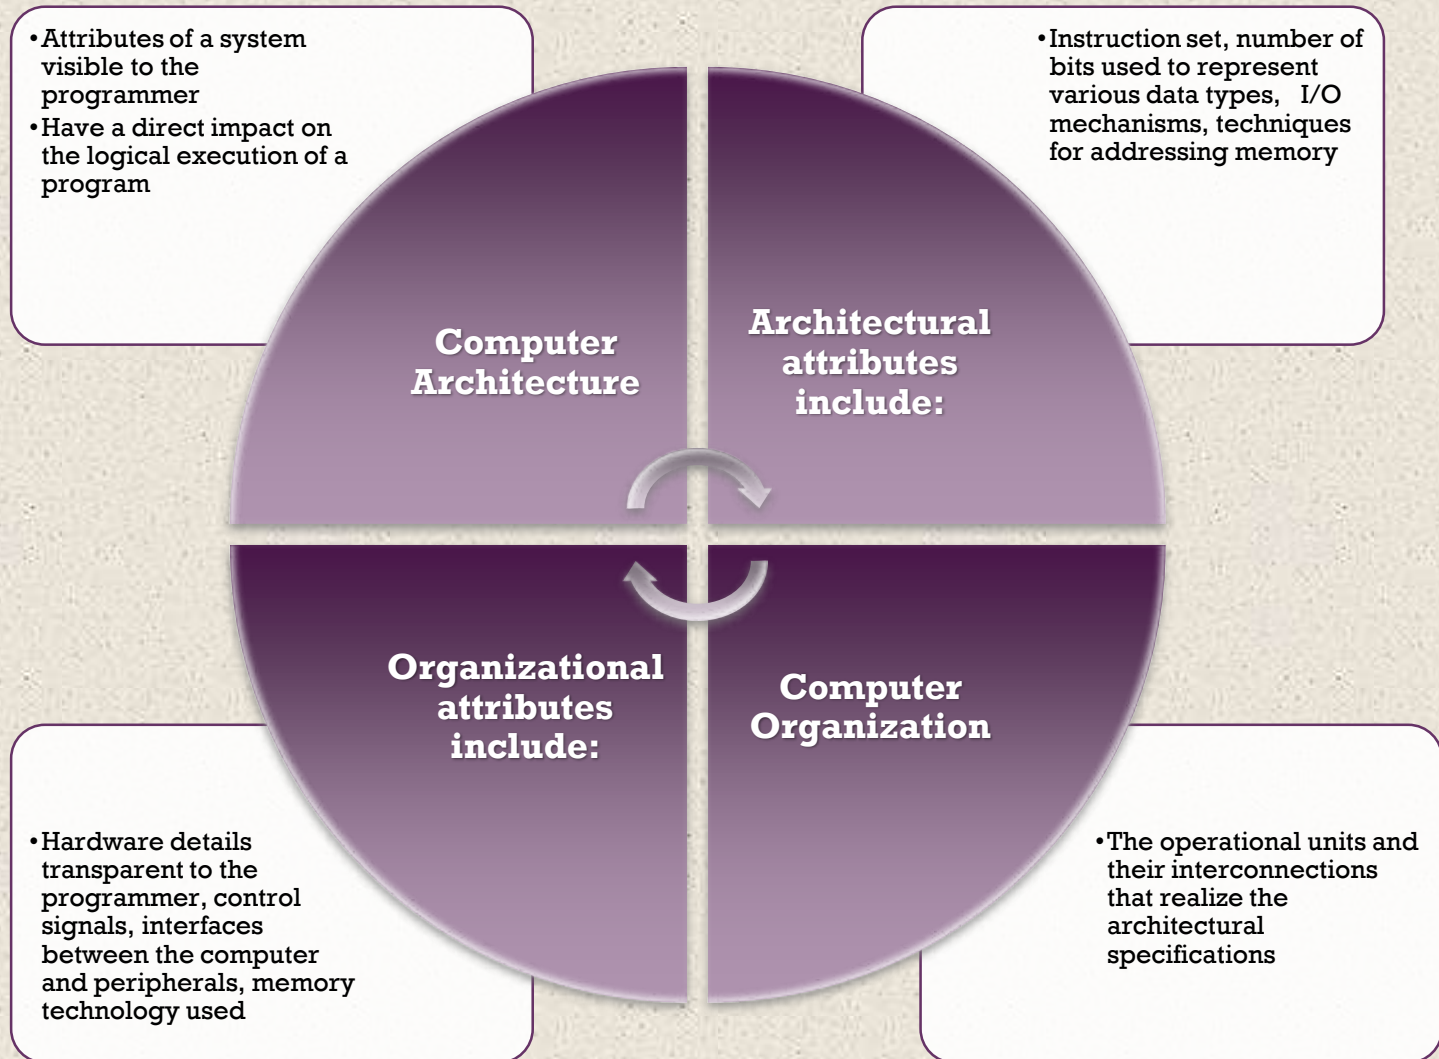 •Attributes of a system
visible to the
programmer
•Have a direct impact on
the logical execution of a
program
Computer
Architecture
•Instruction set, number of
bits used to represent
various data types, I/O
mechanisms, techniques
for addressing memory
Architectural
attributes
include:
Organizational
attributes
include:
•Hardware details
transparent to the
programmer, control
signals, interfaces
between the computer
and peripherals, memory
technology used
Computer
Organization
•The operational units and
their interconnections
that realize the
architectural
specifications